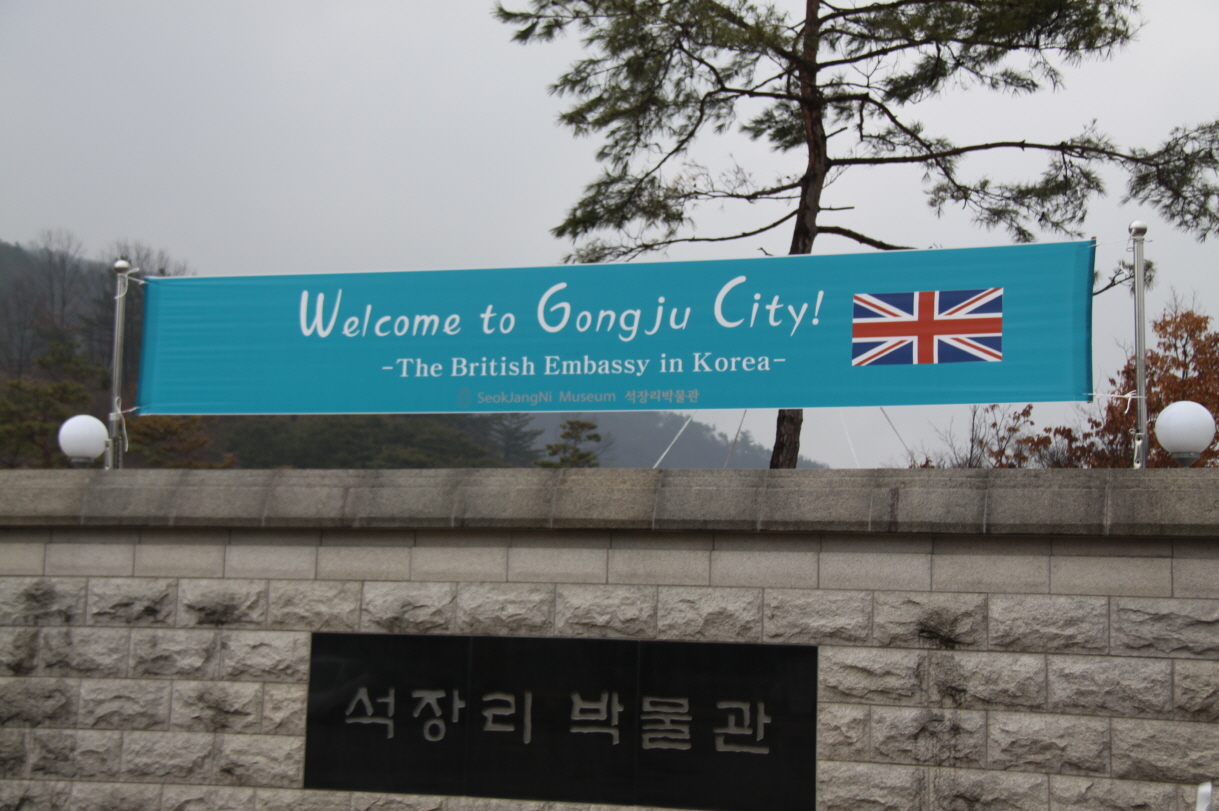 Welcome to Gongju City!
-The British Embassy in Korea-
SeokJangNi Museum 석장리박물관
석장리 박물관